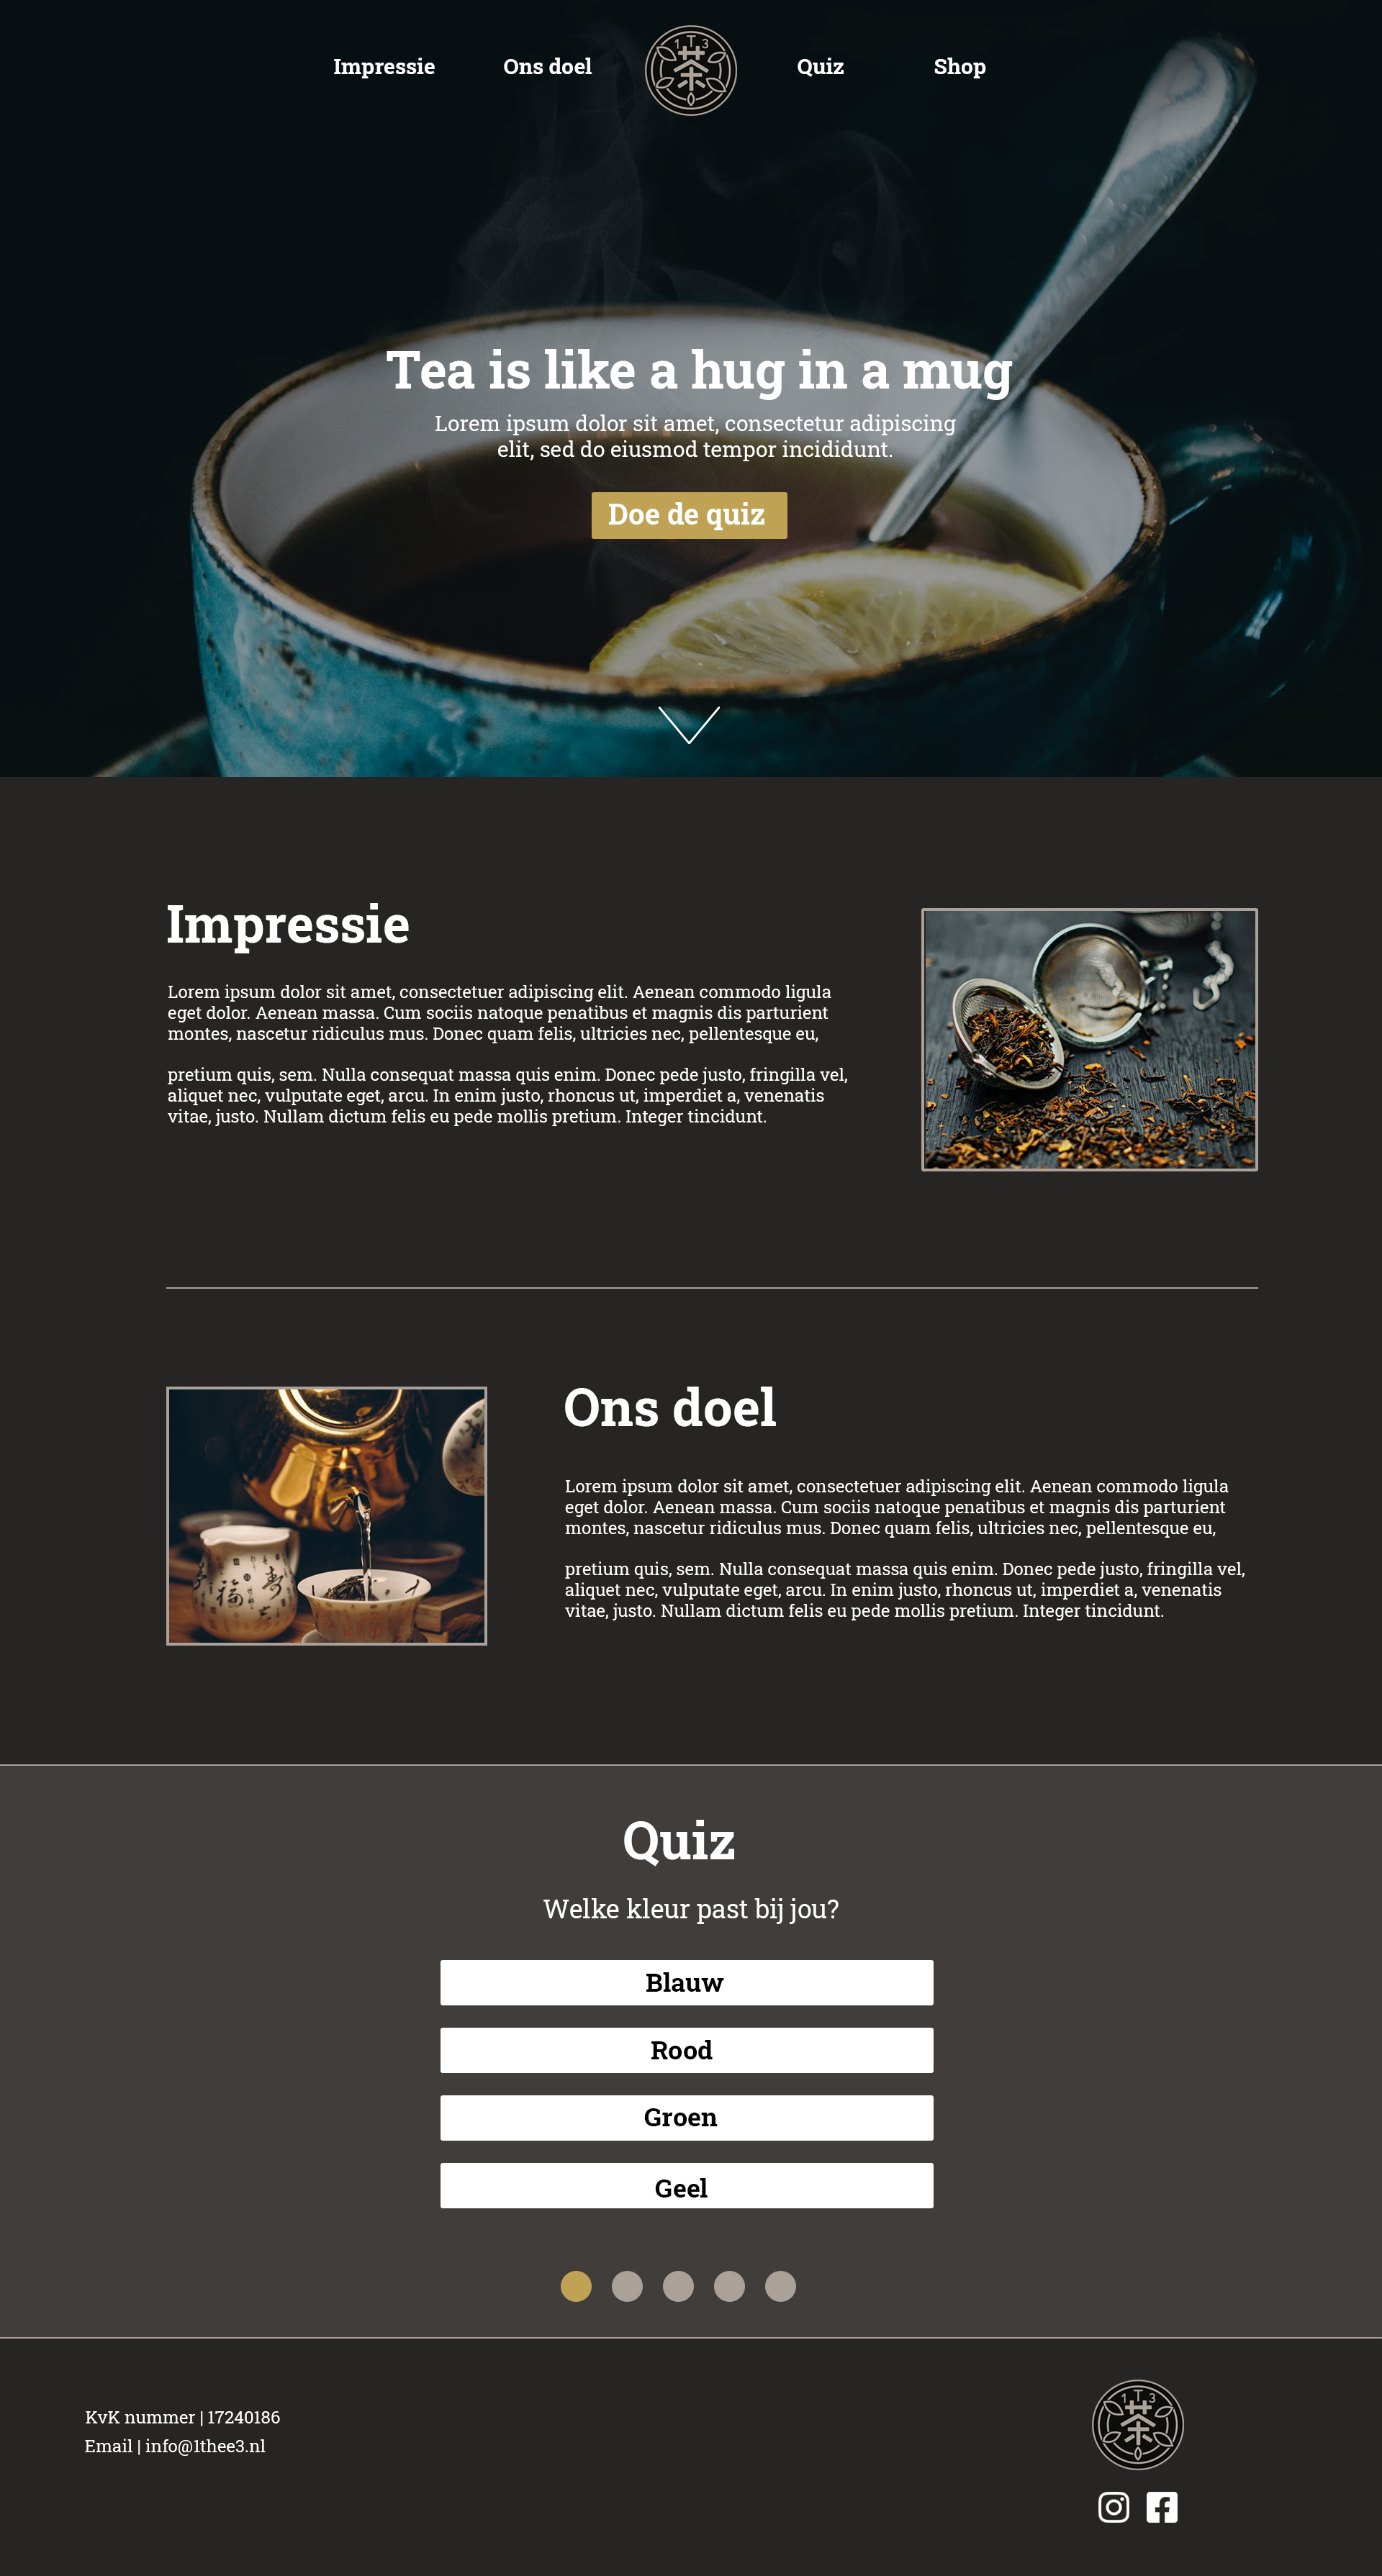 Impressie
Ons doel
1T3
茶
Quiz
Shop
Tea is like a hug in a mug
Lorem ipsum dolor sit amet, consectetur adipiscing
elit, sed do eiusmod tempor incididunt.
Doe de quiz
Impressie
Lorem ipsum dolor sit amet, consectetuer adipiscing elit. Aenean commodo ligula
eget dolor. Aenean massa. Cum sociis natoque penatibus et magnis dis parturient
montes, nascetur ridiculus mus. Donec quam felis, ultricies nec, pellentesque eu,
pretium quis, sem. Nulla consequat massa quis enim. Donec pede justo, fringilla vel,
aliquet nec, vulputate eget, arcu. In enim justo, rhoncus ut, imperdiet a, venenatis
vitae, justo. Nullam dictum felis eu pede mollis pretium. Integer tincidunt.
福
寿
Ons doel
Lorem ipsum dolor sit amet, consectetuer adipiscing elit. Aenean commodo ligula
eget dolor. Aenean massa. Cum sociis natoque penatibus et magnis dis parturient
montes, nascetur ridiculus mus. Donec quam felis, ultricies nec, pellentesque eu,
pretium quis, sem. Nulla consequat massa quis enim. Donec pede justo, fringilla vel,
aliquet nec, vulputate eget, arcu. In enim justo, rhoncus ut, imperdiet a, venenatis
vitae, justo. Nullam dictum felis eu pede mollis pretium. Integer tincidunt.
Quiz
Welke kleur past bij jou?
Blauw
Rood
Groen
Geel
KvK nummer | 17240186
Email | info@1thee3.nl
1T3
茶